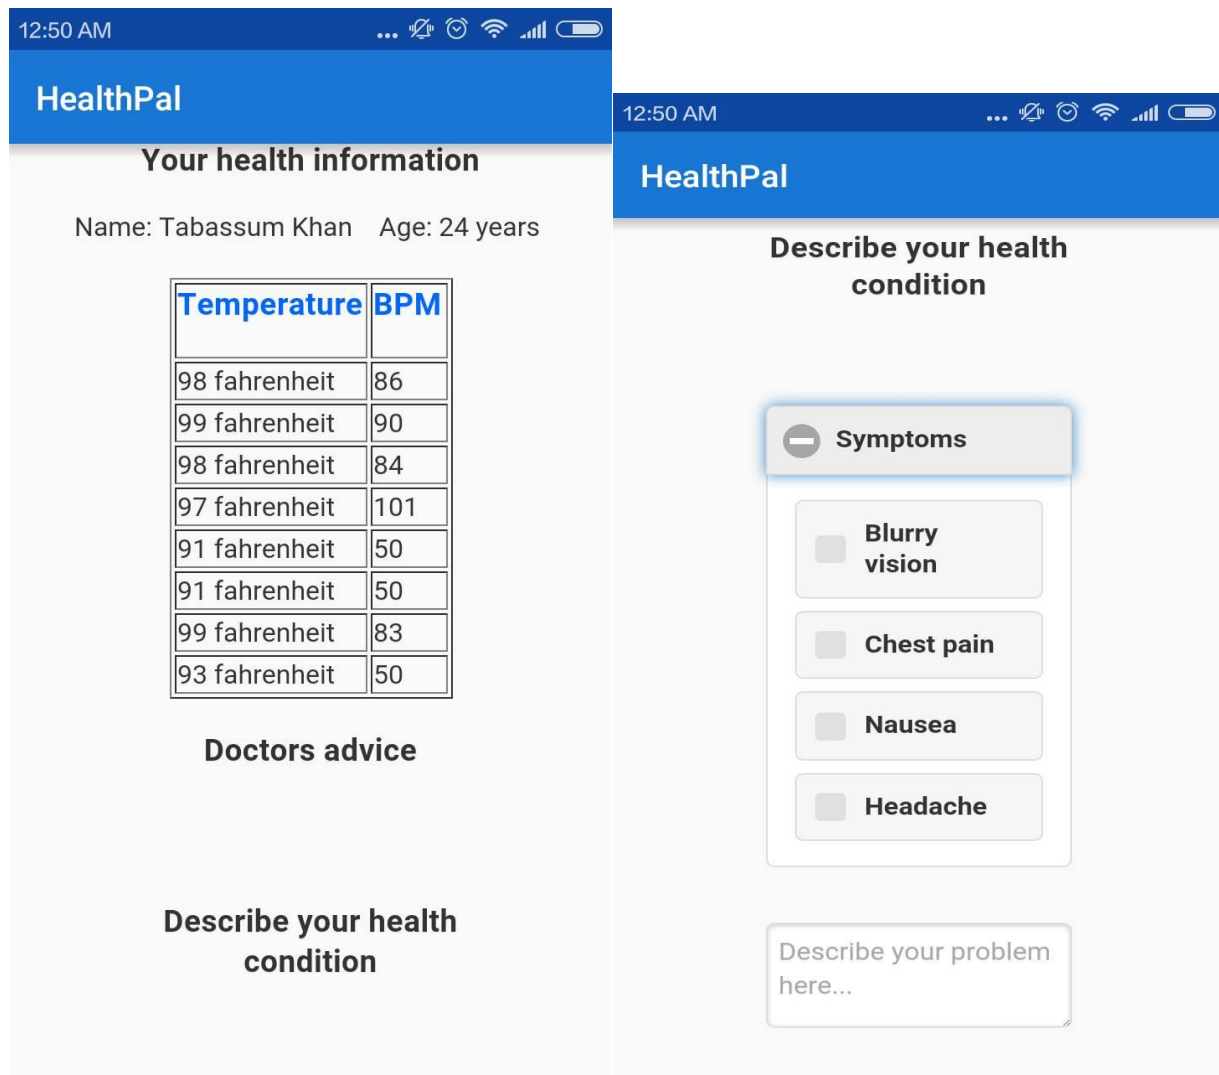 12:50 AM
HealthPal
Your health information
Name: Tabassum Khan Age: 24 years
Temperature BPM
98 fahrenheit 86
99 fahrenheit 90
98 fahrenheit 84
97 fahrenheit 101
91 fahrenheit 50
91 fahrenheit 50
99 fahrenheit 83
93 fahrenheit 50
Doctors advice
Describe your health
condition
12:50 AM
HealthPal
Describe your health
condition
Symptoms
Blurry
vision
Chest pain
Nausea
Headache
Describe your problem
here...